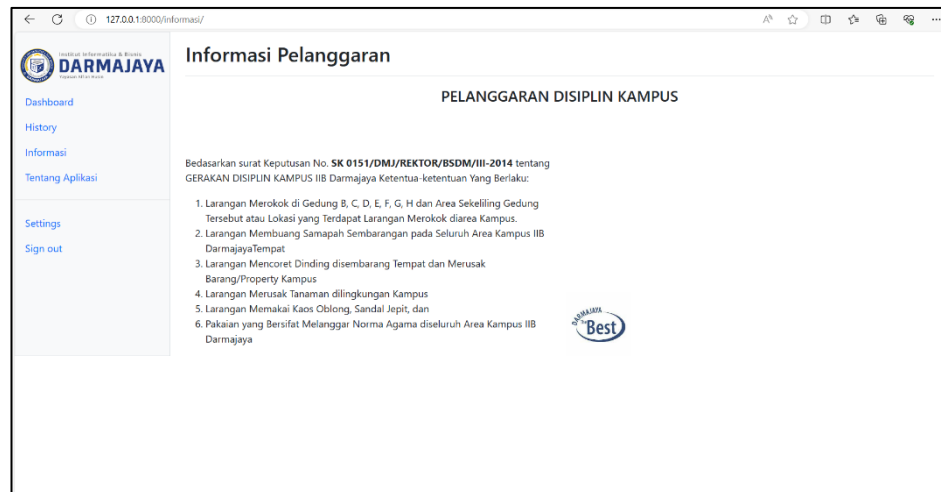 127.0.0.1:8000/informasi/
Institut Informatika & Bisnis
DARMAJAYA
Yayasan Alfian Husin
Informasi Pelanggaran
Dashboard
History
Informasi
Tentang Aplikasi
Settings
Sign out
PELANGGARAN DISIPLIN KAMPUS
Bedasarkan surat Keputusan No. SK 0151/DMJ/REKTOR/BSDM/III-2014 tentang
GERAKAN DISIPLIN KAMPUS IIB Darmajaya Ketentua-ketentuan Yang Berlaku:
1. Larangan Merokok di Gedung B, C, D, E, F, G, H dan Area Sekeliling Gedung
Tersebut atau Lokasi yang Terdapat Larangan Merokok diarea Kampus.
2. Larangan Membuang Samapah Sembarangan pada Seluruh Area Kampus IIB
DarmajayaTempat
3. Larangan Mencoret Dinding disembarang Tempat dan Merusak
Barang/Property Kampus
4. Larangan Merusak Tanaman dilingkungan Kampus
5. Larangan Memakai Kaos Oblong, Sandal Jepit, dan
6. Pakaian yang Bersifat Melanggar Norma Agama diseluruh Area Kampus IIB
Darmajaya
DARMAJAYA
The Best